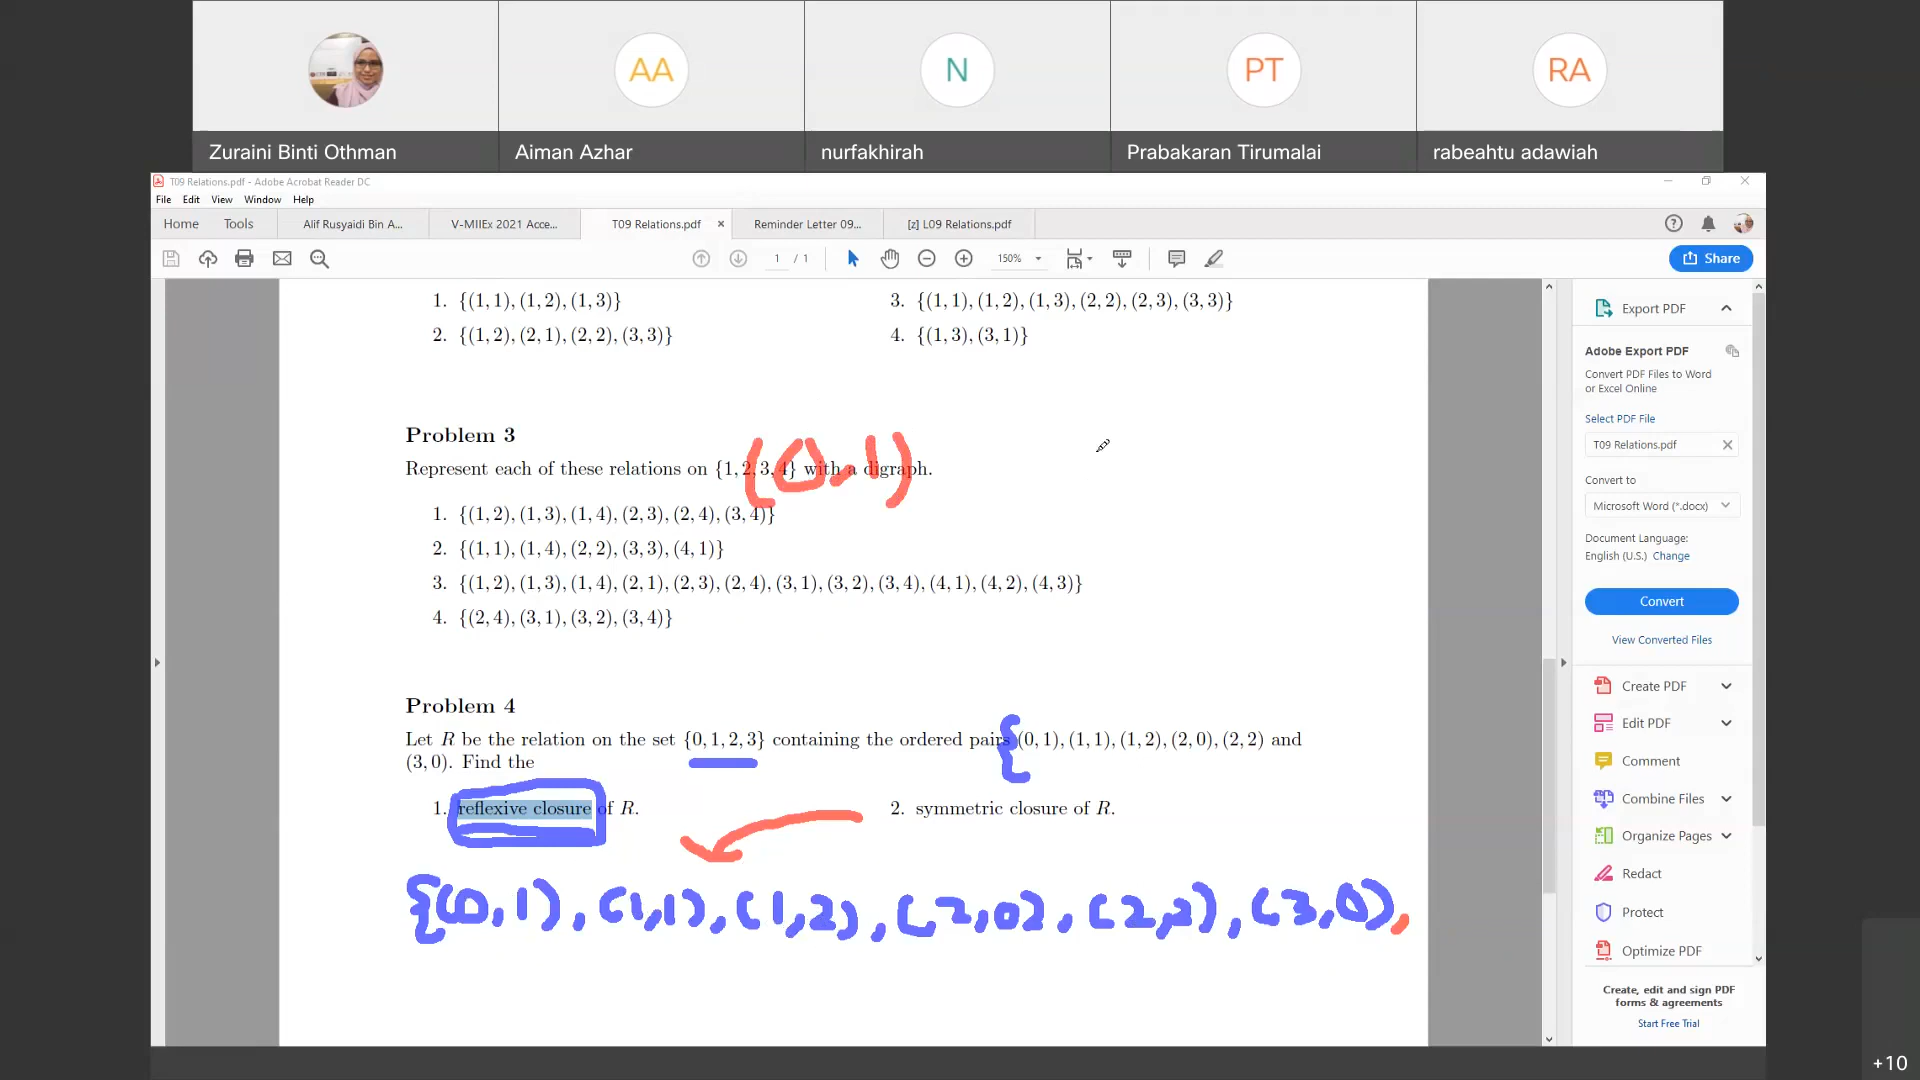 AA N PT RA
Zuraini Binti Othman Aiman Azhar nurfakhirah Prabakaran Tirumalai rabeahtu adawiah
T09 Relations.pdf - Adobe Acrobat Reader DC
File Edit View Window Help
Home Tools Alif Rusyaidi Bin A... V-MIIEx 2021 Acce... T09 Relations.pdf × Reminder Letter 09... [z] L09 Relations.pdf
1 / 1 150% Share
1. {(1, 1), (1, 2), (1, 3)}
3. {(1, 1), (1, 2), (1, 3), (2, 2), (2, 3), (3, 3)}
2. {(1, 2), (2, 1), (2, 2), (3, 3)}
4. {(1, 3), (3, 1)}
Problem 3
(0,1)
Represent each of these relations on {1, 2, 3, 4} with a digraph.
1. {(1, 2), (1, 3), (1, 4), (2, 3), (2, 4), (3, 4)}
2. {(1, 1), (1, 4), (2, 2), (3, 3), (4, 1)}
3. {(1, 2), (1, 3), (1, 4), (2, 1), (2, 3), (2, 4), (3, 1), (3, 2), (3, 4), (4, 1), (4, 2), (4, 3)}
4. {(2, 4), (3, 1), (3, 2), (3, 4)}
Problem 4
Let R be the relation on the set {0, 1, 2, 3} containing the ordered pairs { (0, 1), (1, 1), (1, 2), (2, 0), (2, 2) and
(3, 0). Find the
1. reflexive closure of R.
2. symmetric closure of R.
{(0,1), (1,1), (1,2), (2,0), (2,2), (3,0),
Export PDF
Adobe Export PDF
Convert PDF Files to Word
or Excel Online
Select PDF File
T09 Relations.pdf
Convert to
Microsoft Word (*.docx)
Document Language:
English (U.S.) Change
Convert
View Converted Files
Create PDF
Edit PDF
Comment
Combine Files
Organize Pages
Redact
Protect
Optimize PDF
Create, edit and sign PDF
forms & agreements
Start Free Trial
+10